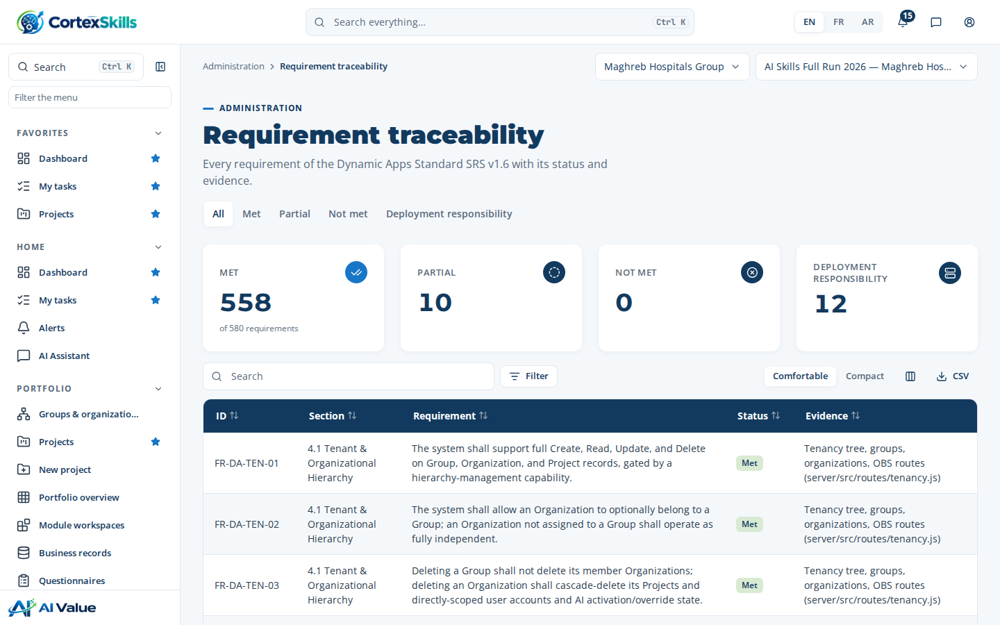 CortexSkills
Search everything...
Ctrl K
EN
FR
AR
15
Search
Ctrl K
Filter the menu
FAVORITES
Dashboard
My tasks
Projects
HOME
Dashboard
My tasks
Alerts
AI Assistant
PORTFOLIO
Groups & organizatio...
Projects
New project
Portfolio overview
Module workspaces
Business records
Questionnaires
AI Value
Administration
Requirement traceability
Maghreb Hospitals Group
AI Skills Full Run 2026 — Maghreb Hos...
ADMINISTRATION
Requirement traceability
Every requirement of the Dynamic Apps Standard SRS v1.6 with its status and
evidence.
All
Met
Partial
Not met
Deployment responsibility
MET
558
of 580 requirements
PARTIAL
10
NOT MET
0
DEPLOYMENT
RESPONSIBILITY
12
Search
Filter
Comfortable
Compact
CSV
ID
Section
Requirement
Status
Evidence
FR-DA-TEN-01
4.1 Tenant &
Organizational
Hierarchy
The system shall support full Create, Read, Update, and Delete
on Group, Organization, and Project records, gated by a
hierarchy-management capability.
Met
Tenancy tree, groups,
organizations, OBS routes
(server/src/routes/tenancy.js)
FR-DA-TEN-02
4.1 Tenant &
Organizational
Hierarchy
The system shall allow an Organization to optionally belong to a
Group; an Organization not assigned to a Group shall operate as
fully independent.
Met
Tenancy tree, groups,
organizations, OBS routes
(server/src/routes/tenancy.js)
FR-DA-TEN-03
4.1 Tenant &
Organizational
Hierarchy
Deleting a Group shall not delete its member Organizations;
deleting an Organization shall cascade-delete its Projects and
directly-scoped user accounts and AI activation/override state.
Met
Tenancy tree, groups,
organizations, OBS routes
(server/src/routes/tenancy.js)